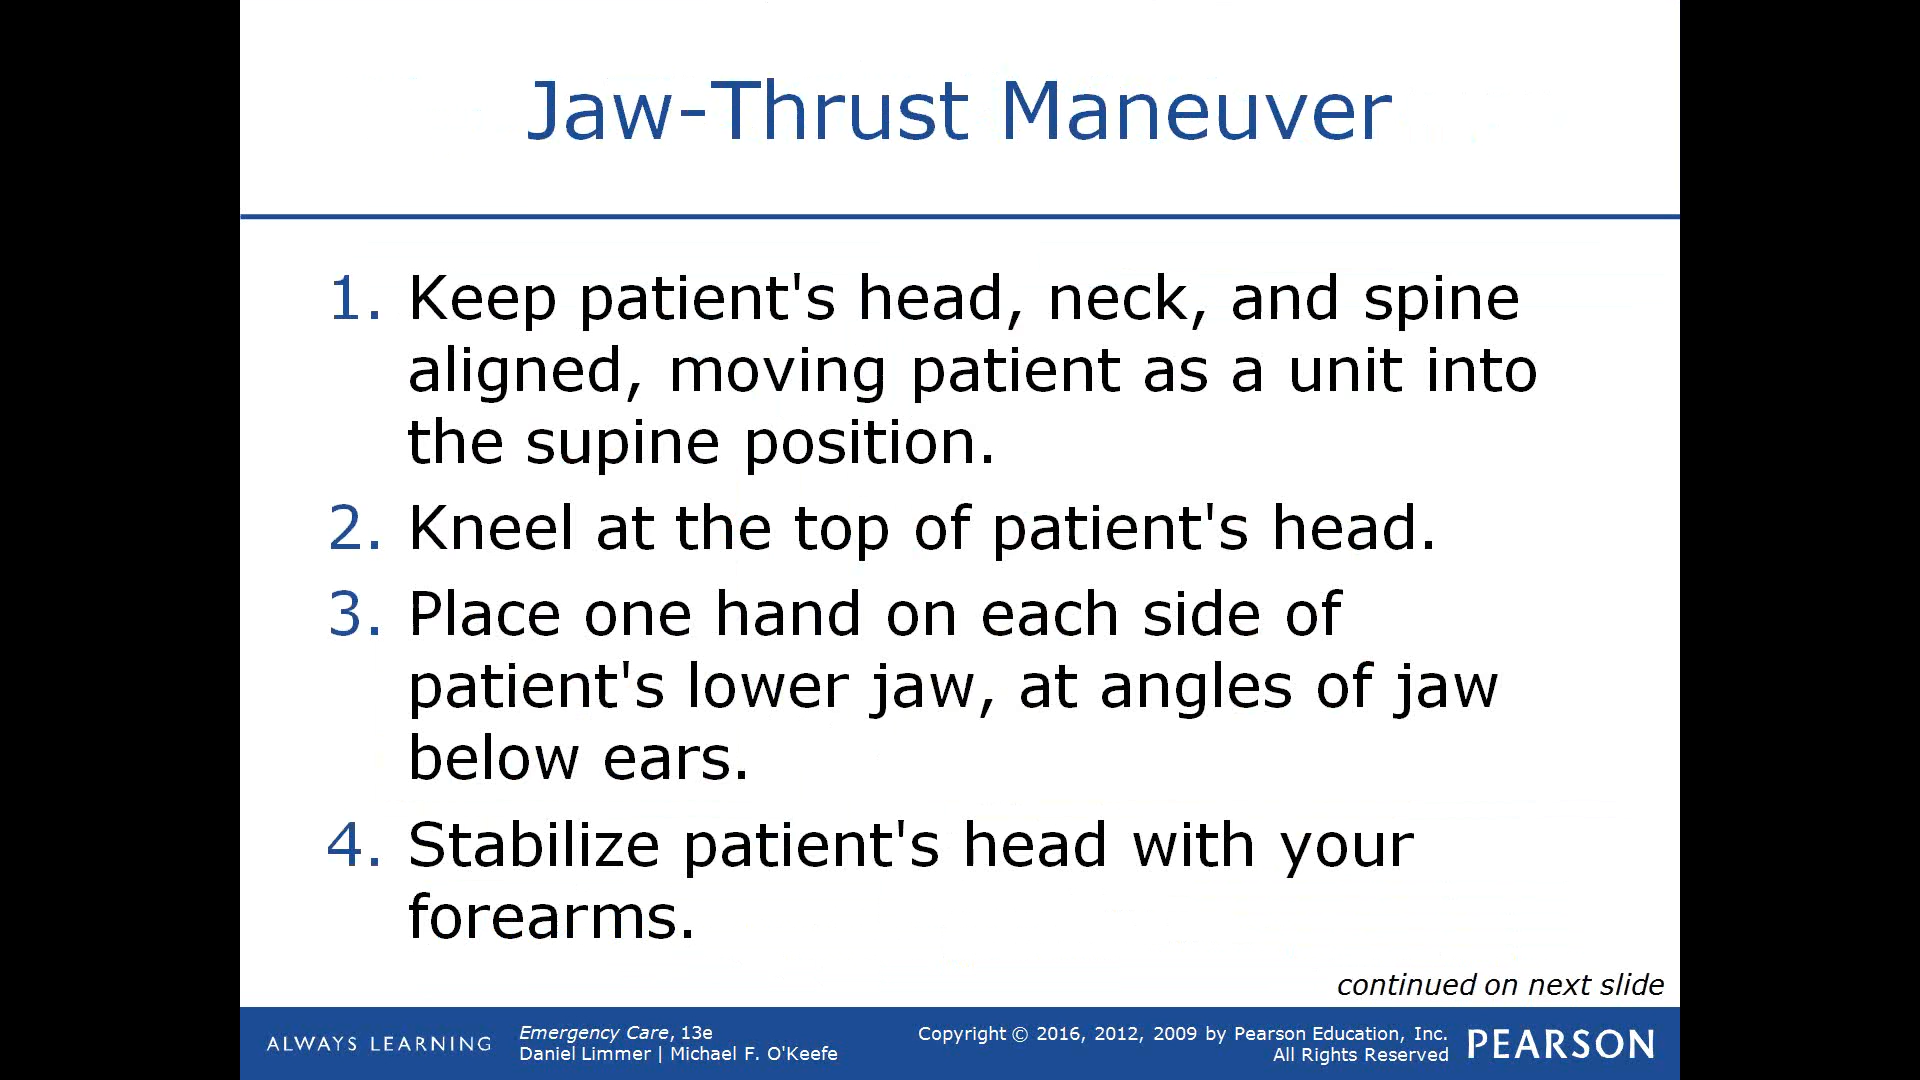 Jaw-Thrust Maneuver
1. Keep patient's head, neck, and spine
aligned, moving patient as a unit into
the supine position.
2. Kneel at the top of patient's head.
3. Place one hand on each side of
patient's lower jaw, at angles of jaw
below ears.
4. Stabilize patient's head with your
forearms.
continued on next slide
ALWAYS LEARNING
Emergency Care, 13e
Daniel Limmer | Michael F. O'Keefe
Copyright © 2016, 2012, 2009 by Pearson Education, Inc.
All Rights Reserved
PEARSON